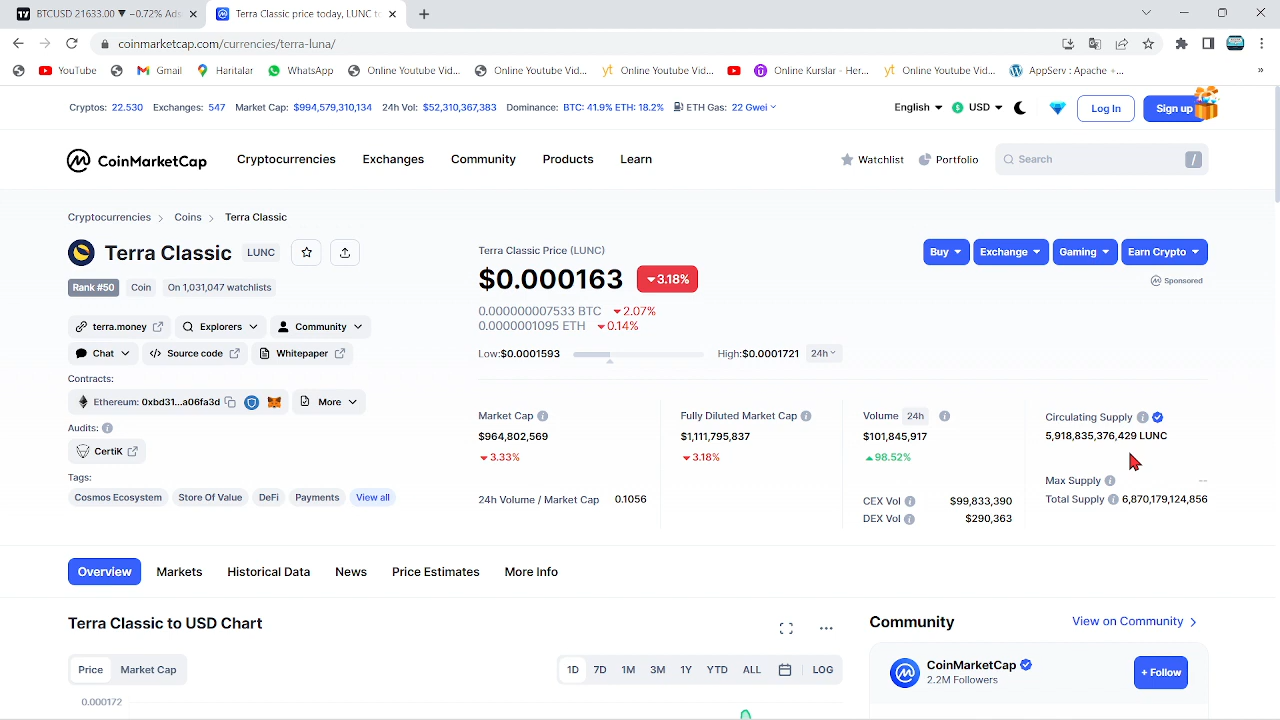 BTCUSD 21633.00 ▼ −0.72% Ads
Terra Classic price today, LUNC to
coinmarketcap.com/currencies/terra-luna/
YouTube
Gmail
Haritalar
WhatsApp
Online Youtube Vid...
Online Youtube Vid...
Online Youtube Vid...
Online Kurslar - Her...
Online Youtube Vid...
AppServ : Apache +...
»
Cryptos: 22.530 Exchanges: 547 Market Cap: $994,579,310,134 24h Vol: $52,310,367,383 Dominance: BTC: 41.9% ETH: 18.2% ETH Gas: 22 Gwei
English USD Log In Sign up
CoinMarketCap
Cryptocurrencies Exchanges Community Products Learn
Watchlist Portfolio Search /
Cryptocurrencies > Coins > Terra Classic
Terra Classic LUNC
Rank #50 Coin On 1,031,047 watchlists
terra.money Explorers Community
Chat Source code Whitepaper
Contracts:
Ethereum: 0xbd31...a06fa3d More
Audits:
CertiK
Tags:
Cosmos Ecosystem Store Of Value DeFi Payments View all
Terra Classic Price (LUNC)
$0.000163 ▼3.18%
0.000000007533 BTC ▼2.07%
0.0000001095 ETH ▼0.14%
Low:$0.0001593 High:$0.0001721 24h
Buy Exchange Gaming Earn Crypto
Sponsored
Market Cap
$964,802,569
▼3.33%
24h Volume / Market Cap 0.1056
Fully Diluted Market Cap
$1,111,795,837
▼3.18%
Volume 24h
$101,845,917
▲98.52%
CEX Vol $99,833,390
DEX Vol $290,363
Circulating Supply
5,918,835,376,429 LUNC
Max Supply --
Total Supply 6,870,179,124,856
Overview Markets Historical Data News Price Estimates More Info
Terra Classic to USD Chart
Price Market Cap
1D 7D 1M 3M 1Y YTD ALL LOG
0.000172
Community View on Community >
CoinMarketCap
2.2M Followers
+ Follow